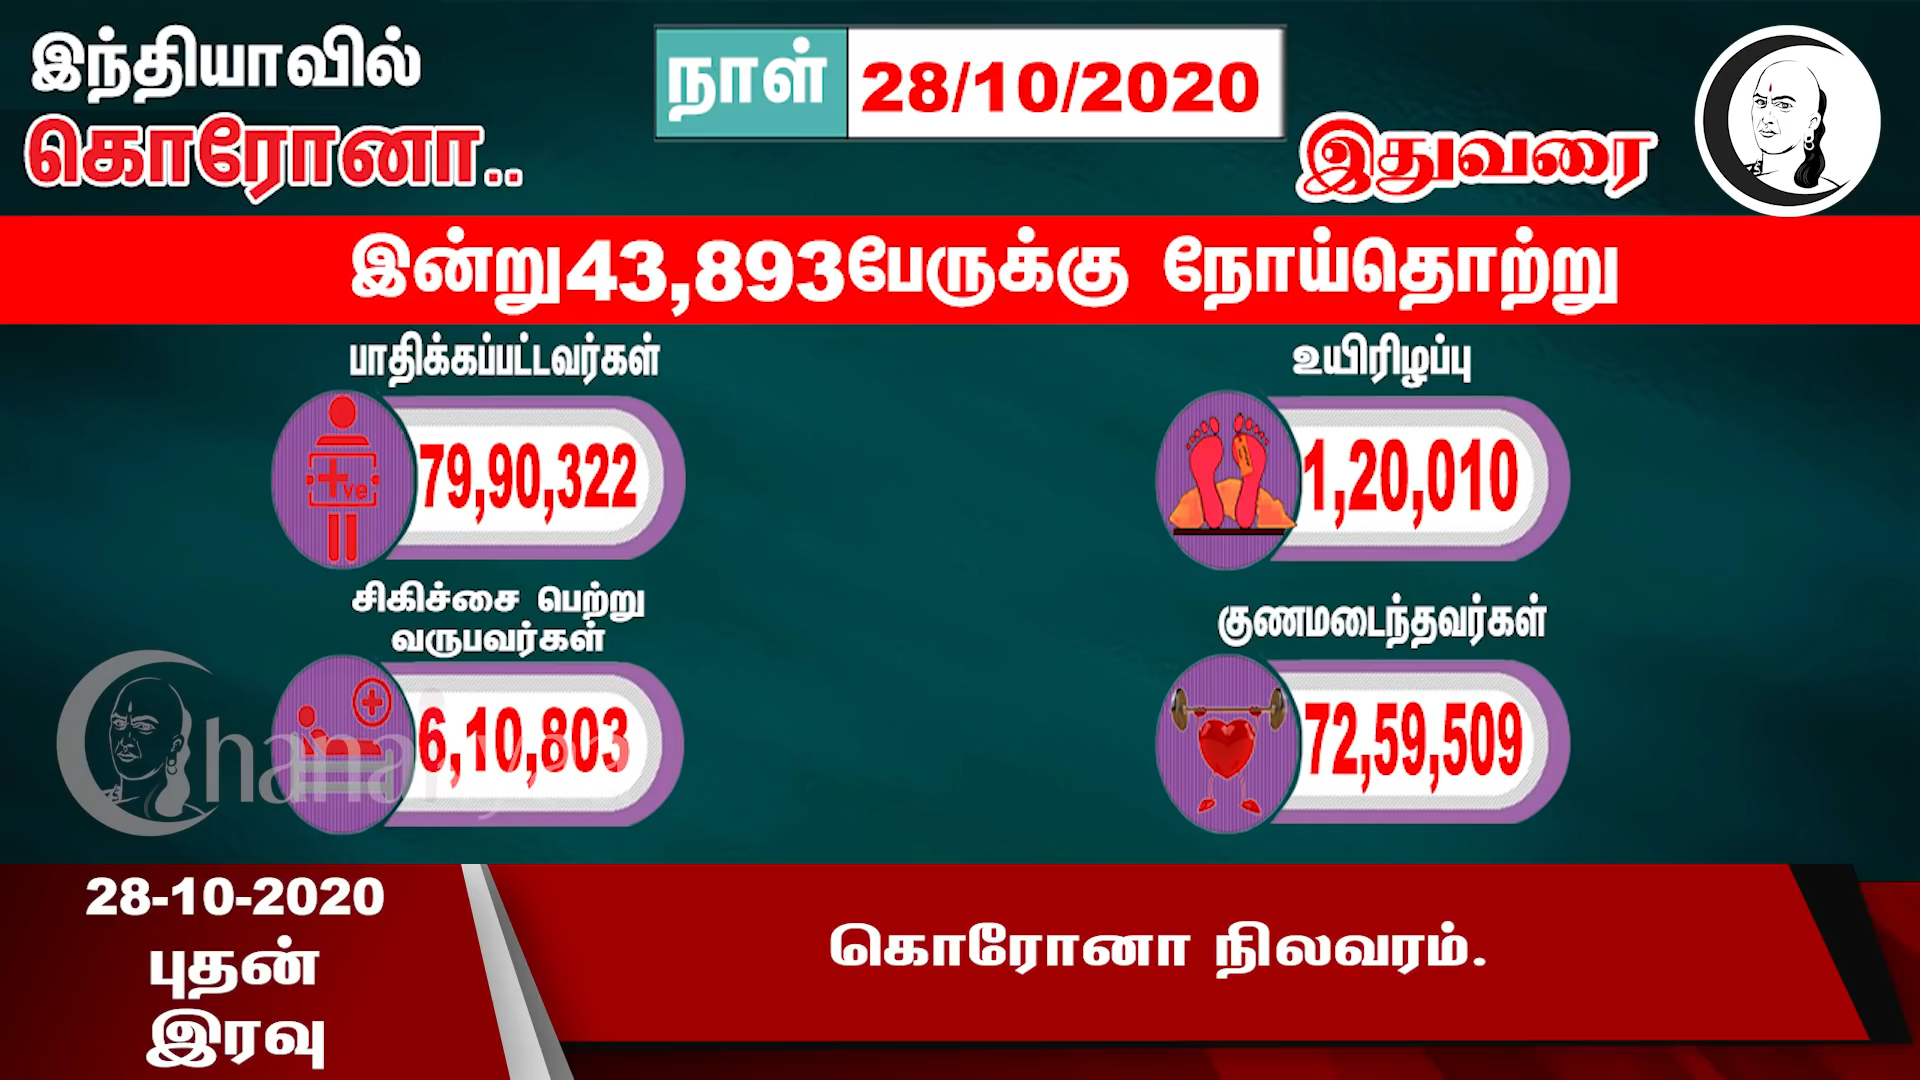 இந்தியாவில்
கொரோனா..
நாள் 28/10/2020
இதுவரை
இன்று43,893பேருக்கு நோய்தொற்று
பாதிக்கப்பட்டவர்கள்
+ve
79,90,322
உயிரிழப்பு
1,20,010
சிகிச்சை பெற்று
வருபவர்கள்
6,10,803
குணமடைந்தவர்கள்
72,59,509
28-10-2020
புதன்
இரவு
கொரோனா நிலவரம்.